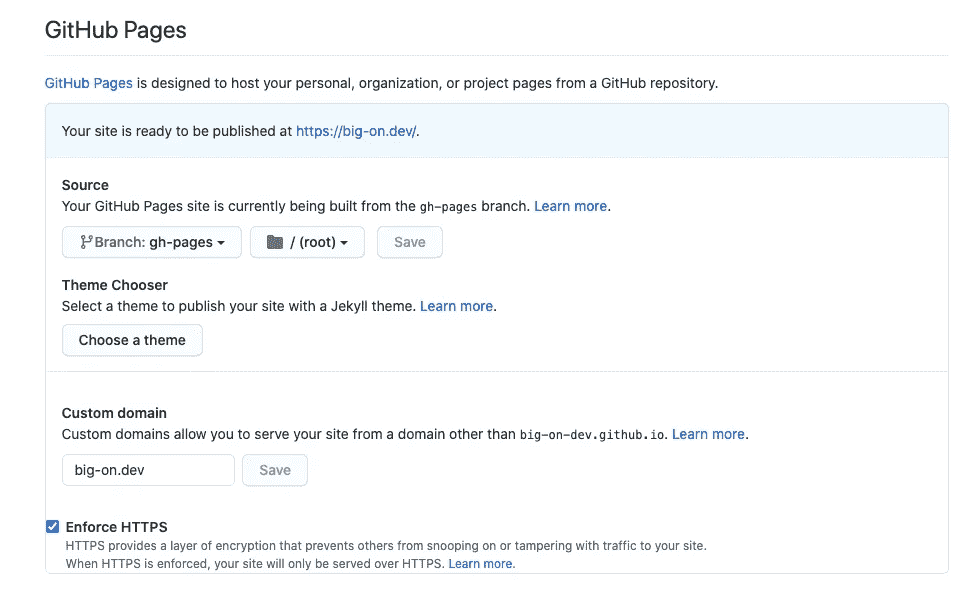 GitHub Pages
GitHub Pages is designed to host your personal, organization, or project pages from a GitHub repository.
Your site is ready to be published at https://big-on.dev/.
Source
Your GitHub Pages site is currently being built from the gh-pages branch. Learn more.
Branch: gh-pages / (root) Save
Theme Chooser
Select a theme to publish your site with a Jekyll theme. Learn more.
Choose a theme
Custom domain
Custom domains allow you to serve your site from a domain other than big-on-dev.github.io. Learn more.
big-on.dev Save
Enforce HTTPS
HTTPS provides a layer of encryption that prevents others from snooping on or tampering with traffic to your site.
When HTTPS is enforced, your site will only be served over HTTPS. Learn more.